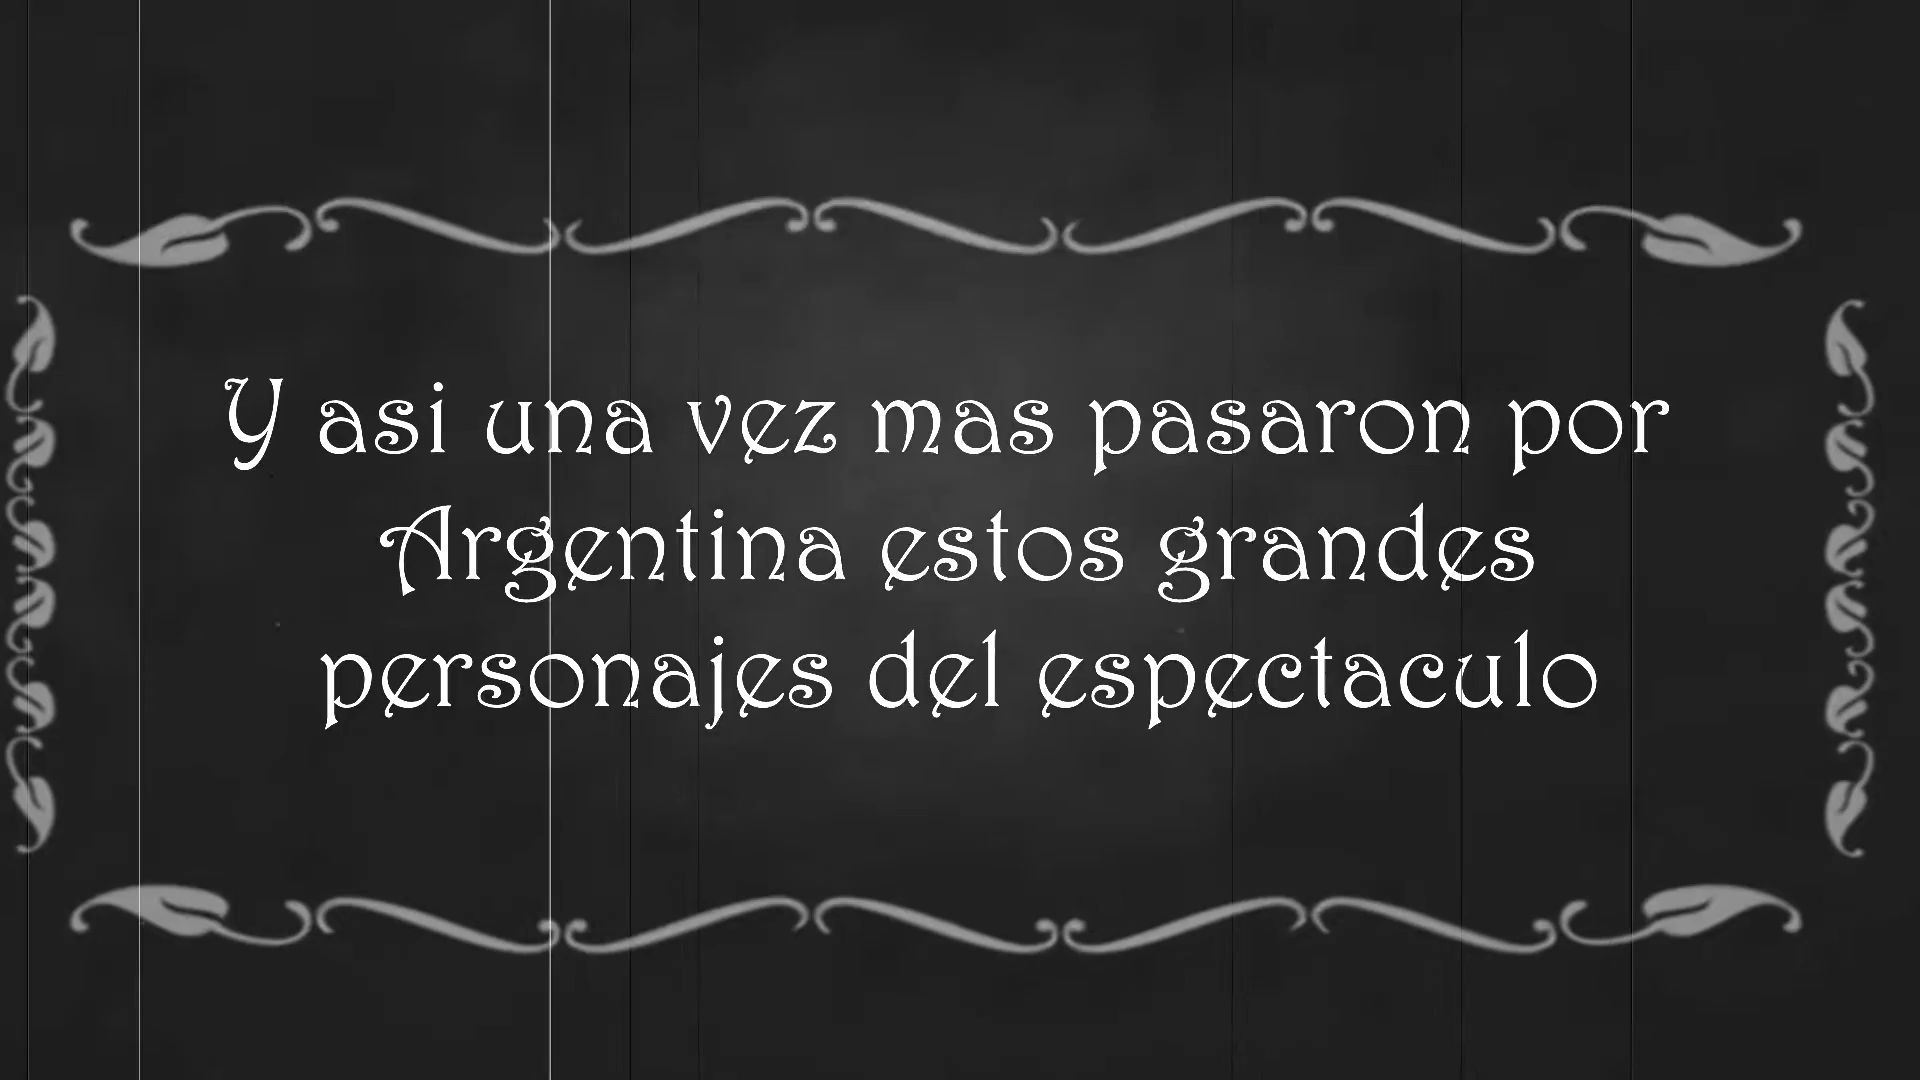 Y asi una vez mas pasaron por
Argentina estos grandes
personajes del espectaculo